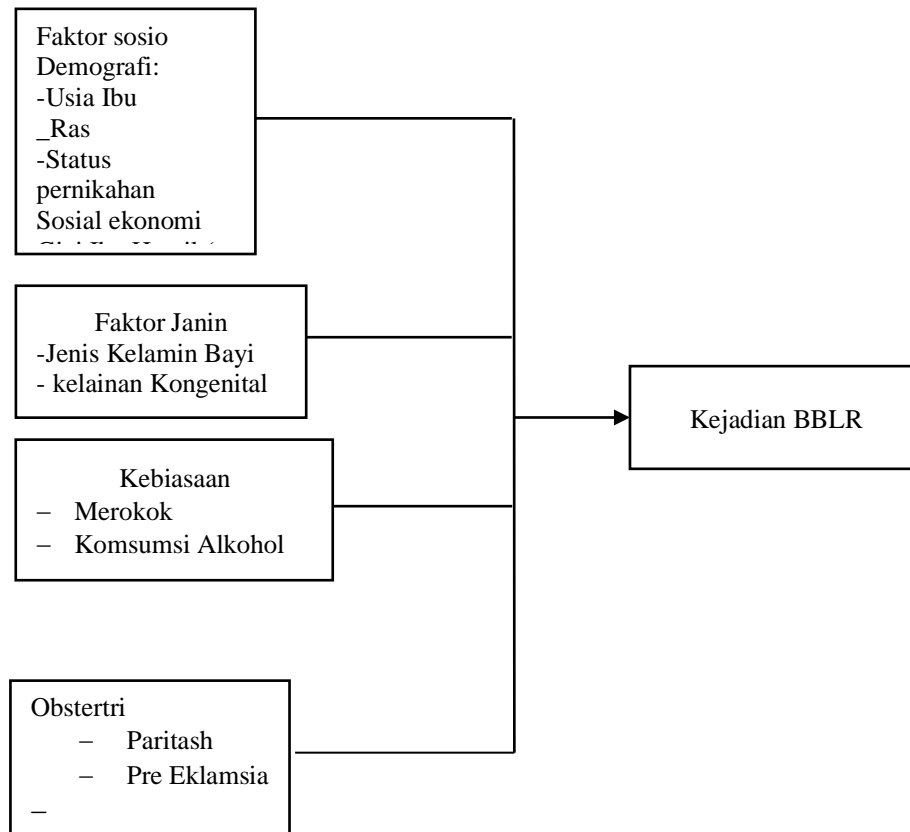 Faktor sosio
Demografi:
-Usia Ibu
_Ras
-Status
pernikahan
Sosial ekonomi
Faktor Janin
-Jenis Kelamin Bayi
- kelainan Kongenital
Kebiasaan
– Merokok
– Komsumsi Alkohol
Obstertri
– Paritash
– Pre Eklamsia
–
Kejadian BBLR